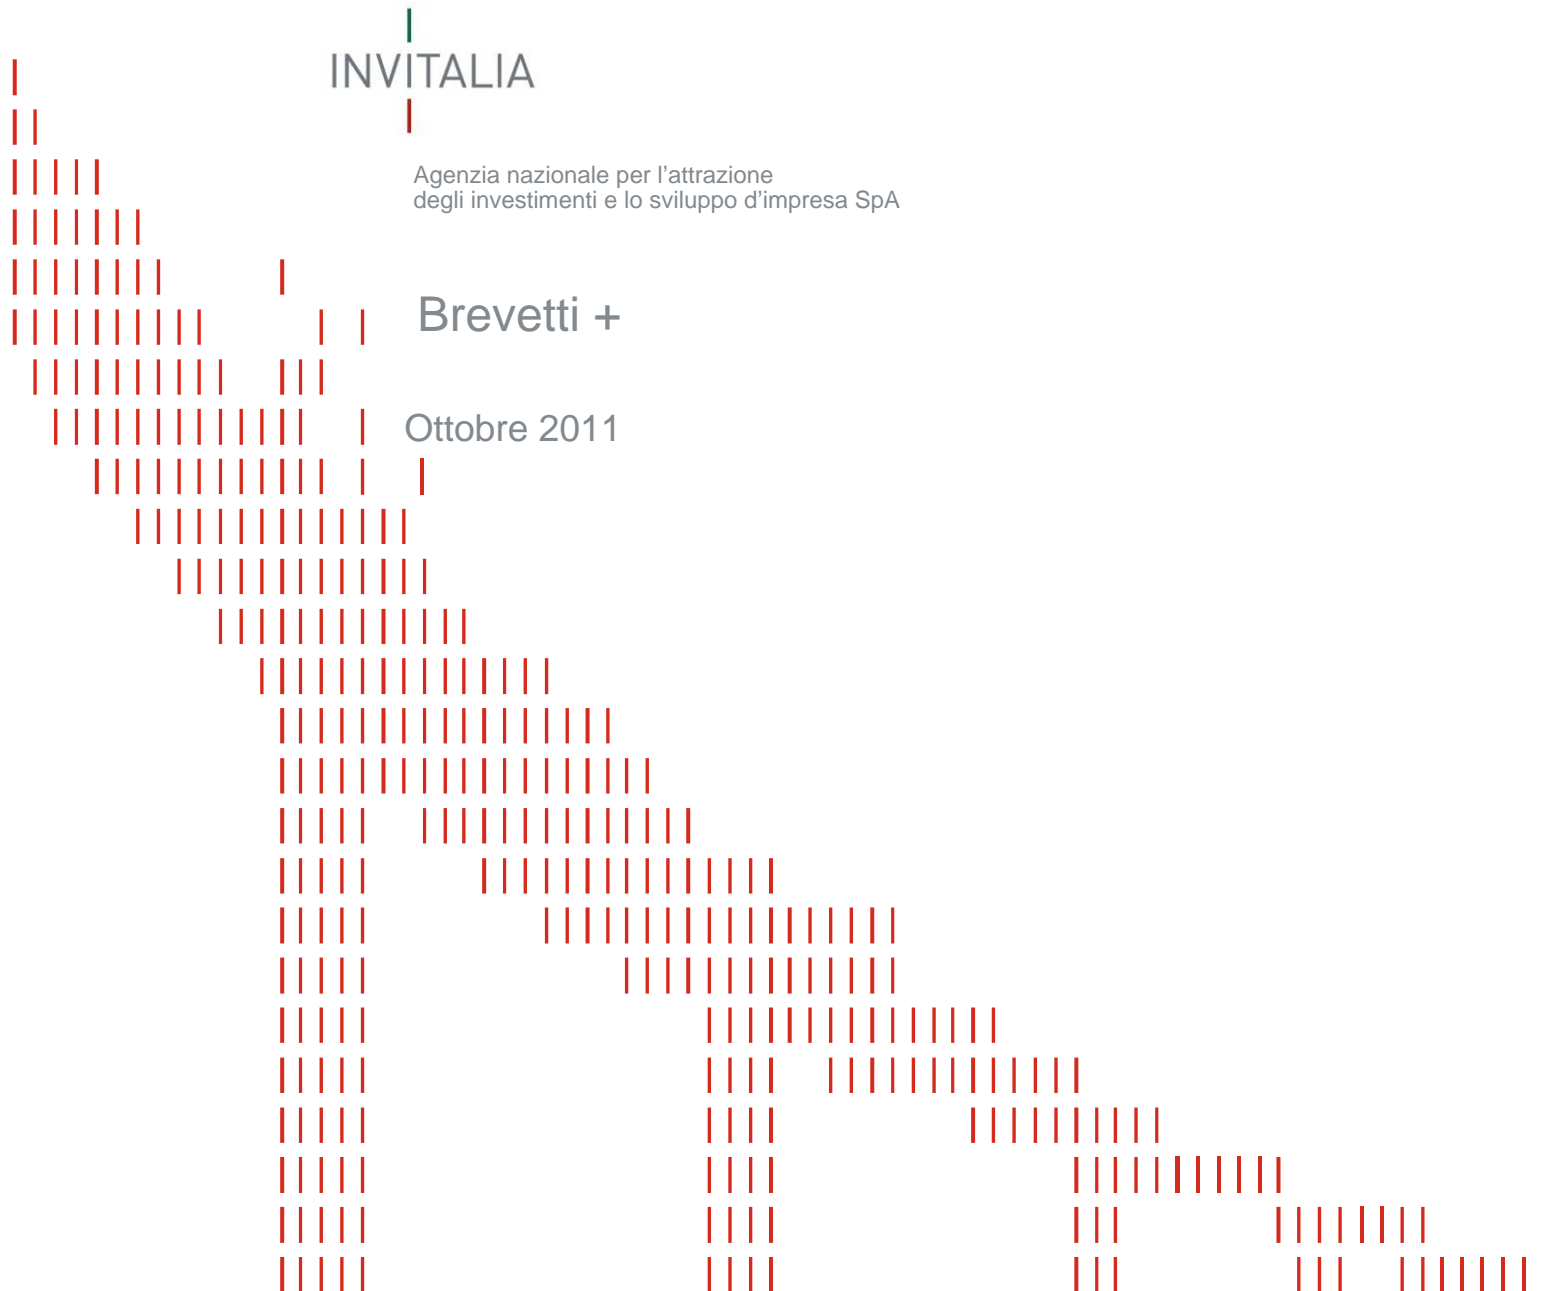 INVITALIA
Agenzia nazionale per l’attrazione
degli investimenti e lo sviluppo d’impresa SpA
Brevetti +
Ottobre 2011